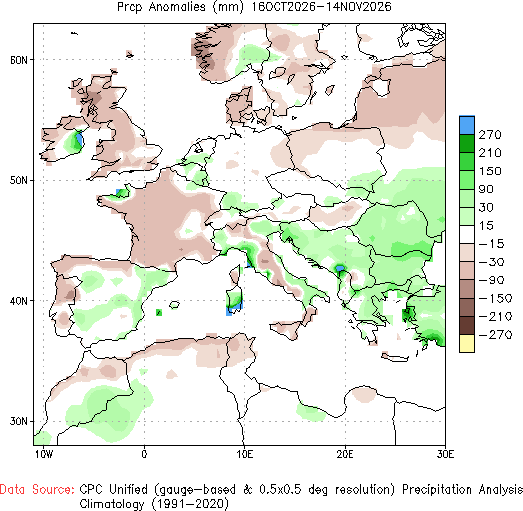 Prcp Anomalies (mm) 16OCT2026-14NOV2026
60N
50N
40N
30N
10W 0 10E 20E 30E
270
210
150
90
30
15
-15
-30
-90
-150
-210
-270
Data Source: CPC Unified (gauge-based & 0.5x0.5 deg resolution) Precipitation Analysis
Climatology (1991-2020)